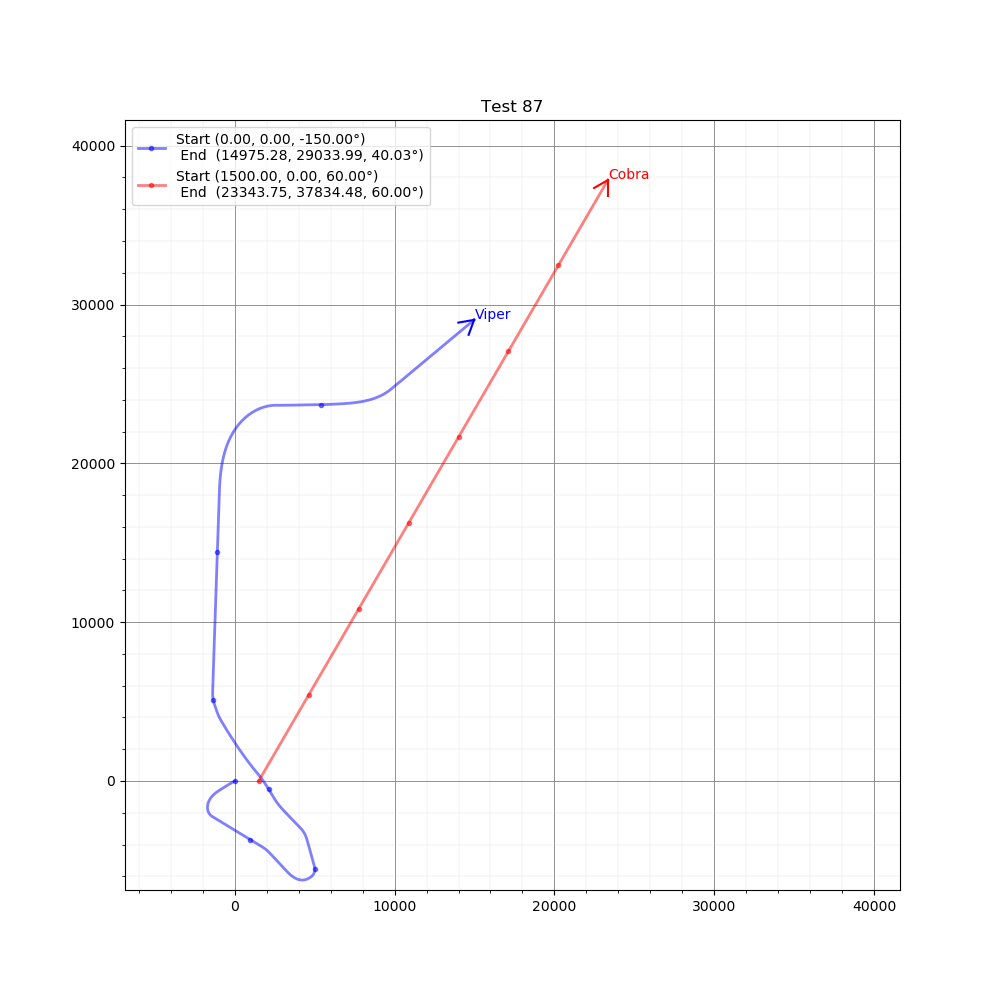 Test 87
Start (0.00, 0.00, -150.00°)
End (14975.28, 29033.99, 40.03°)
Start (1500.00, 0.00, 60.00°)
End (23343.75, 37834.48, 60.00°)
Cobra
Viper
40000
30000
20000
10000
0
0 10000 20000 30000 40000